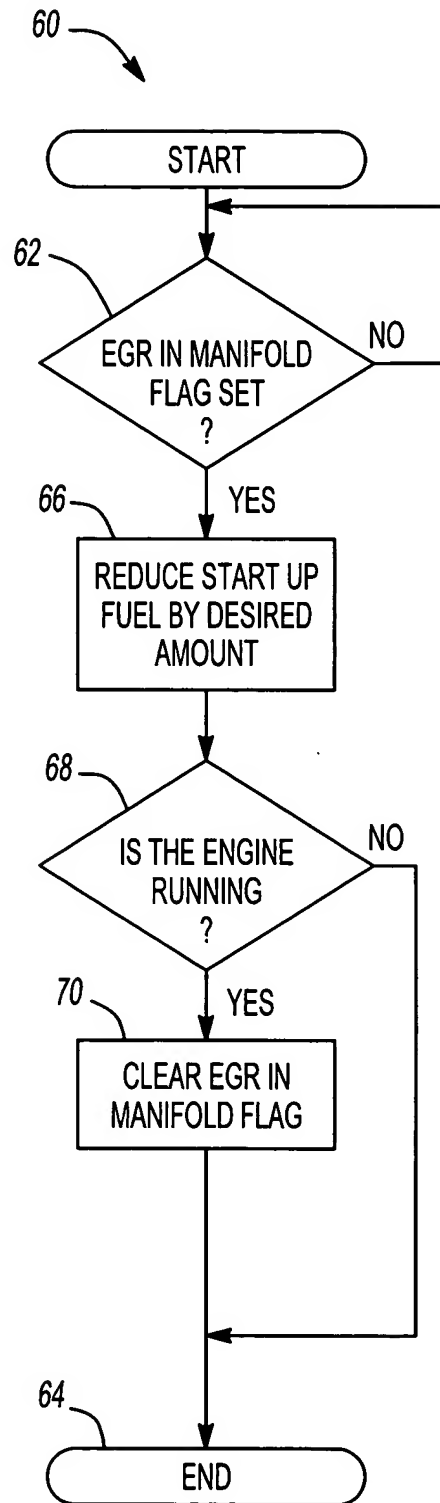 60
START
62
EGR IN MANIFOLD
FLAG SET
?
NO
YES
66
REDUCE START UP
FUEL BY DESIRED
AMOUNT
68
IS THE ENGINE
RUNNING
?
NO
YES
70
CLEAR EGR IN
MANIFOLD FLAG
64
END